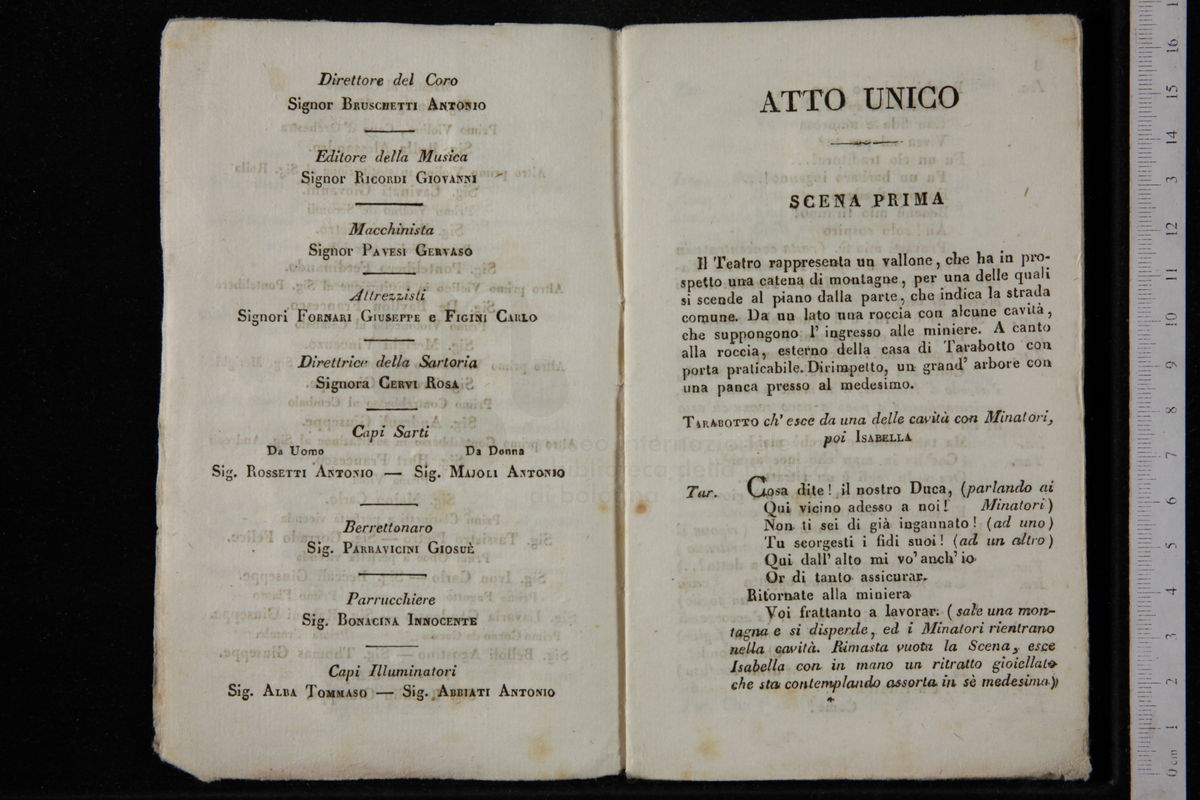 Direttore del Coro
Signor BRUSCHETTI ANTONIO
Editore della Musica
Signor RICORDI GIOVANNI
Macchinista
Signor PAVESI GERVASO
Attrezzisti
Signori FORNARI GIUSEPPE e FIGINI CARLO
Direttrice della Sartoria
Signora CERVI ROSA
Capi Sarti
Da Uomo Da Donna
Sig. ROSSETTI ANTONIO — Sig. MAJOLI ANTONIO
Berrettonaro
Sig. PARRAVICINI GIOSUÈ
Parrucchiere
Sig. BONACINA INNOCENTE
Capi Illuminatori
Sig. ALBA TOMMASO — Sig. ABBIATI ANTONIO
ATTO UNICO
SCENA PRIMA
Il Teatro rappresenta un vallone, che ha in pro-
spetto una catena di montagne, per una delle quali
si scende al piano dalla parte, che indica la strada
comune. Da un lato una roccia con alcune cavità,
che suppongono l' ingresso alle miniere. A canto
alla roccia, esterno della casa di Tarabotto con
porta praticabile. Dirimpetto, un grand' arbore con
una panca presso al medesimo.
TARABOTTO ch' esce da una delle cavità con Minatori,
poi ISABELLA
Tar. Cosa dite! il nostro Duca, (parlando ai
Qui vicino adesso a noi! Minatori)
Non ti sei di già ingannato! (ad uno)
Tu scorgesti i fidi suoi! (ad un altro)
Qui dall' alto mi vo' anch' io
Or di tanto assicurar.
Ritornate alla miniera
Voi frattanto a lavorar. (sale una mon-
tagna e si disperde, ed i Minatori rientrano
nella cavità. Rimasta vuota la Scena, esce
Isabella con in mano un ritratto gioiellato
che sta contemplando assorta in sè medesima)